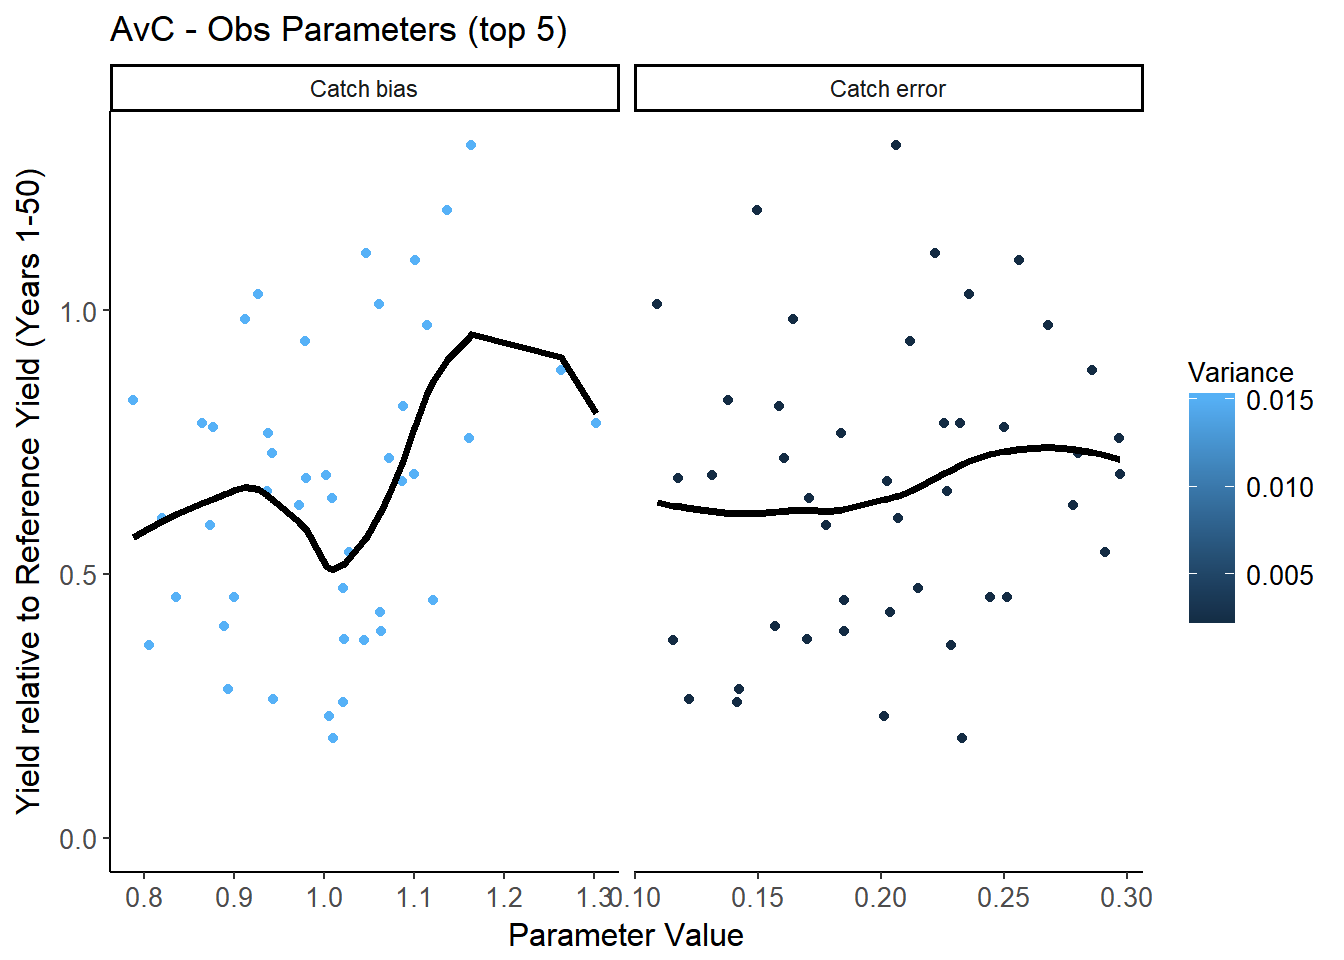 AvC - Obs Parameters (top 5)
Catch bias
Catch error
Yield relative to Reference Yield (Years 1-50)
1.0
0.5
0.0
0.8 0.9 1.0 1.1 1.2 1.3
0.10 0.15 0.20 0.25 0.30
Parameter Value
Variance
0.015
0.010
0.005